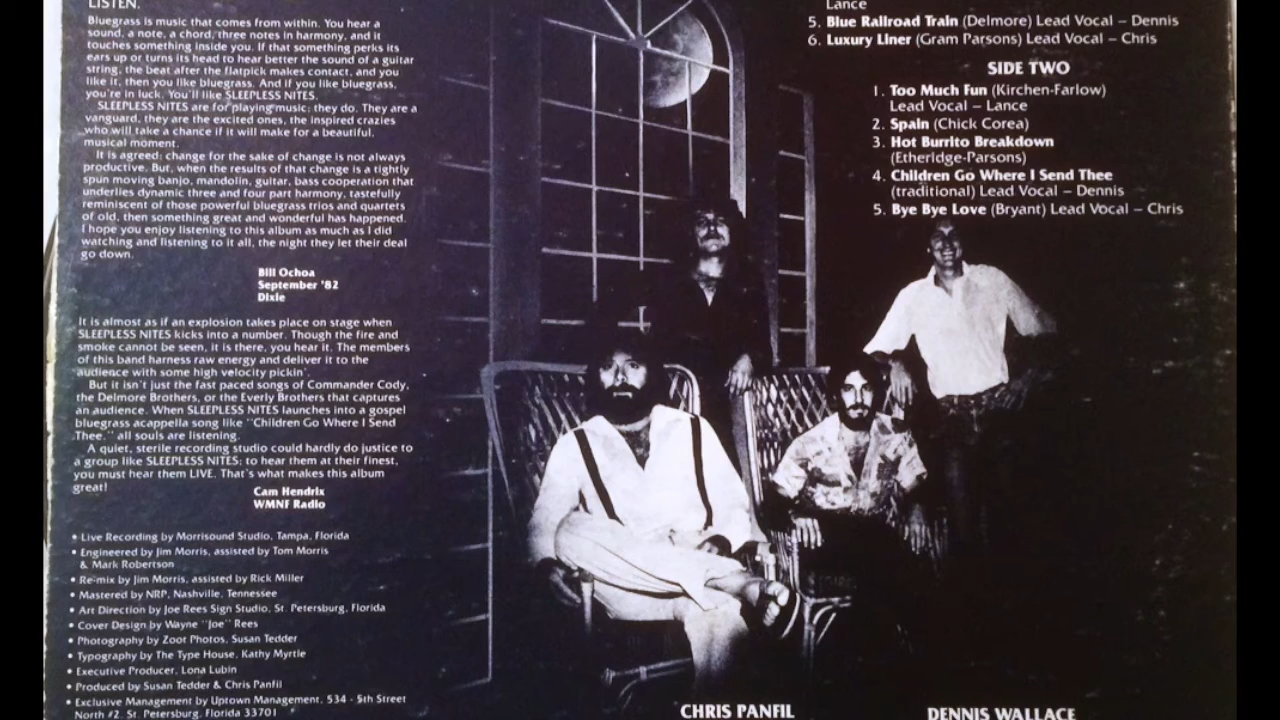 LISTEN.
Bluegrass is music that comes from within. You hear a
sound, a note, a chord, three notes in harmony, and it
touches something inside you. If that something perks its
ears up or turns its head to hear better the sound of a guitar
string, the beat after the flatpick makes contact, and you
like it, then you like bluegrass. And if you like bluegrass,
you're in luck. You'll like SLEEPLESS NITES.
SLEEPLESS NITES are for playing music; they do. They are a
vanguard, they are the excited ones, the inspired crazies
who will take a chance if it will make for a beautiful,
musical moment.
It is agreed; change for the sake of change is not always
productive. But, when the results of that change is a tightly
spun moving banjo, mandolin, guitar, bass cooperation that
underlies dynamic three and four part harmony, tastefully
reminiscent of those powerful bluegrass trios and quartets
of old, then something great and wonderful has happened.
I hope you enjoy listening to this album as much as I did
watching and listening to it all, the night they let their deal
go down.
Bill Ochoa
September '82
Dixie
It is almost as if an explosion takes place on stage when
SLEEPLESS NITES kicks into a number. Though the fire and
smoke cannot be seen, it is there, you hear it. The members
of this band harness raw energy and deliver it to the
audience with some high velocity pickin'.
But it isn't just the fast paced songs of Commander Cody,
the Delmore Brothers, or the Everly Brothers that captures
an audience. When SLEEPLESS NITES launches into a gospel
bluegrass acappella song like "Children Go Where I Send
Thee," all souls are listening.
A quiet, sterile recording studio could hardly do justice to
a group like SLEEPLESS NITES; to hear them at their finest,
you must hear them LIVE. That's what makes this album
great!
Cam Hendrix
WMNF Radio
• Live Recording by Morrisound Studio, Tampa, Florida
• Engineered by Jim Morris, assisted by Tom Morris
& Mark Robertson
• Re-mix by Jim Morris, assisted by Rick Miller
• Mastered by NRP, Nashville, Tennessee
• Art Direction by Joe Rees Sign Studio, St. Petersburg, Florida
• Cover Design by Wayne "Joe" Rees
• Photography by Zoot Photos, Susan Tedder
• Typography by The Type House, Kathy Myrtle
• Executive Producer, Lona Lubin
• Produced by Susan Tedder & Chris Panfil
• Exclusive Management by Uptown Management, 534 - 5th Street
North #2, St. Petersburg, Florida 33701
Lance
5. Blue Railroad Train (Delmore) Lead Vocal – Dennis
6. Luxury Liner (Gram Parsons) Lead Vocal – Chris
SIDE TWO
1. Too Much Fun (Kirchen-Farlow)
Lead Vocal – Lance
2. Spain (Chick Corea)
3. Hot Burrito Breakdown
(Etheridge-Parsons)
4. Children Go Where I Send Thee
(traditional) Lead Vocal – Dennis
5. Bye Bye Love (Bryant) Lead Vocal – Chris
CHRIS PANFIL
DENNIS WALLACE